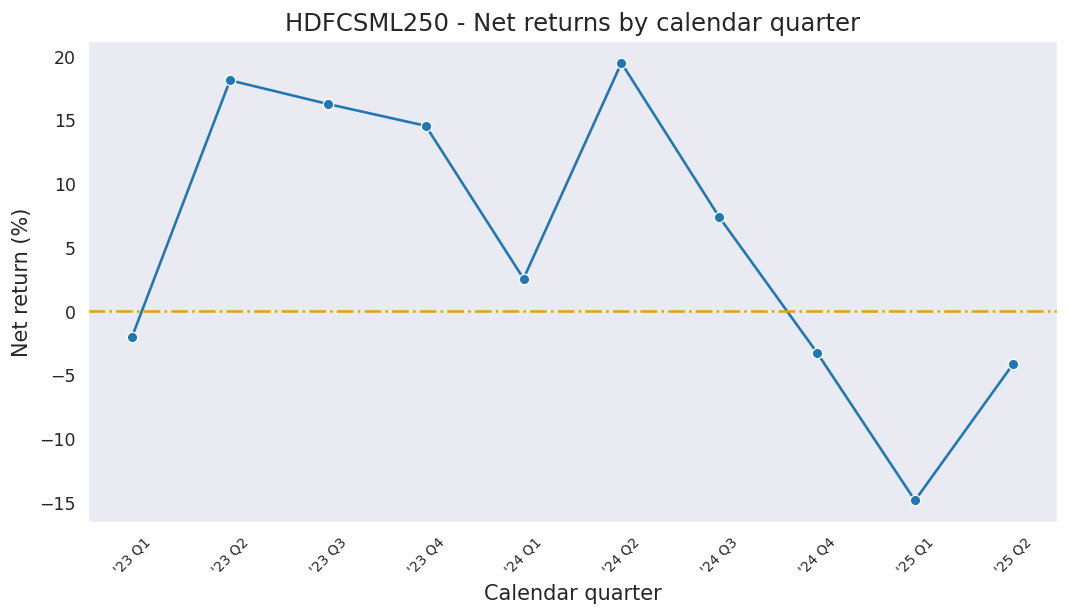 HDFCSML250 - Net returns by calendar quarter
Net return (%)
20
15
10
5
0
−5
−10
−15
'23 Q1
'23 Q2
'23 Q3
'23 Q4
'24 Q1
'24 Q2
'24 Q3
'24 Q4
'25 Q1
'25 Q2
Calendar quarter